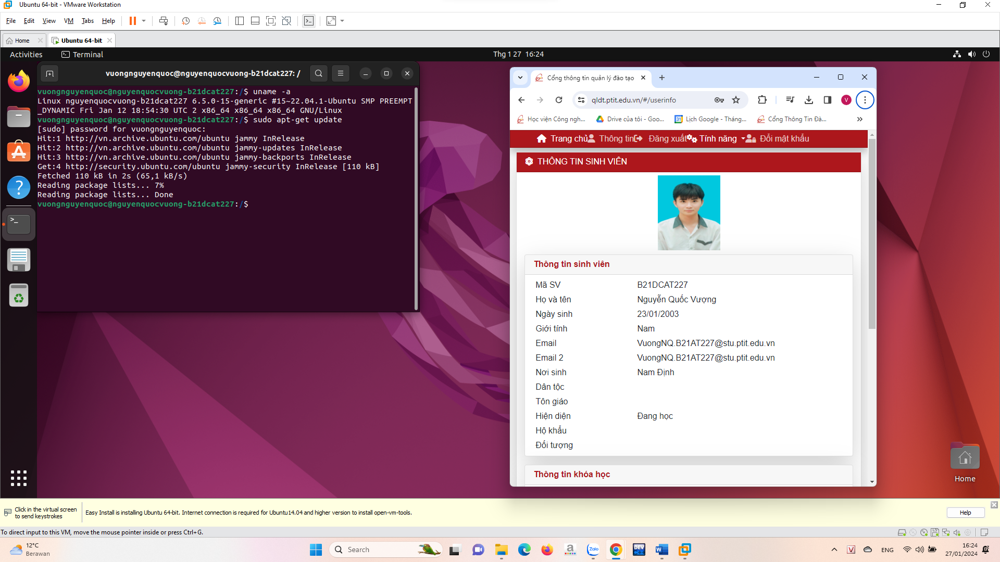 Ubuntu 64-bit - VMware Workstation
File Edit View VM Tabs Help
Home
Ubuntu 64-bit
Activities
Terminal
Thg 1 27 16:24
vuongnguyenquoc@nguyenquocvuong-b21dcat227: /
vuongnguyenquoc@nguyenquocvuong-b21dcat227:/$ uname -a
Linux nguyenquocvuong-b21dcat227 6.5.0-15-generic #15~22.04.1-Ubuntu SMP PREEMPT
_DYNAMIC Fri Jan 12 18:54:30 UTC 2 x86_64 x86_64 x86_64 GNU/Linux
vuongnguyenquoc@nguyenquocvuong-b21dcat227:/$ sudo apt-get update
[sudo] password for vuongnguyenquoc:
Hit:1 http://vn.archive.ubuntu.com/ubuntu jammy InRelease
Hit:2 http://vn.archive.ubuntu.com/ubuntu jammy-updates InRelease
Hit:3 http://vn.archive.ubuntu.com/ubuntu jammy-backports InRelease
Get:4 http://security.ubuntu.com/ubuntu jammy-security InRelease [110 kB]
Fetched 110 kB in 2s (65,1 kB/s)
Reading package lists... 7%
Reading package lists... Done
vuongnguyenquoc@nguyenquocvuong-b21dcat227:/$
Cổng thông tin quản lý đào tạo
qldt.ptit.edu.vn/#/userinfo
V
Học viện Công ngh...
Drive của tôi - Goo...
31
Lịch Google - Tháng...
Cổng Thông Tin Đà...
Trang chủ Thông tin Đăng xuất Tính năng Đổi mật khẩu
THÔNG TIN SINH VIÊN
Thông tin sinh viên
Mã SV B21DCAT227
Họ và tên Nguyễn Quốc Vượng
Ngày sinh 23/01/2003
Giới tính Nam
Email VuongNQ.B21AT227@stu.ptit.edu.vn
Email 2 VuongNQ.B21AT227@stu.ptit.edu.vn
Nơi sinh Nam Định
Dân tộc
Tôn giáo
Hiện diện Đang học
Hộ khẩu
Đối tượng
Thông tin khóa học
Home
Click in the virtual screen
to send keystrokes
Easy Install is installing Ubuntu 64-bit. Internet connection is required for Ubuntu14.04 and higher version to install open-vm-tools.
Help
To direct input to this VM, move the mouse pointer inside or press Ctrl+G.
12°C
Berawan
Search
a
Zalo
DEV
W
V
ENG
16:24
27/01/2024